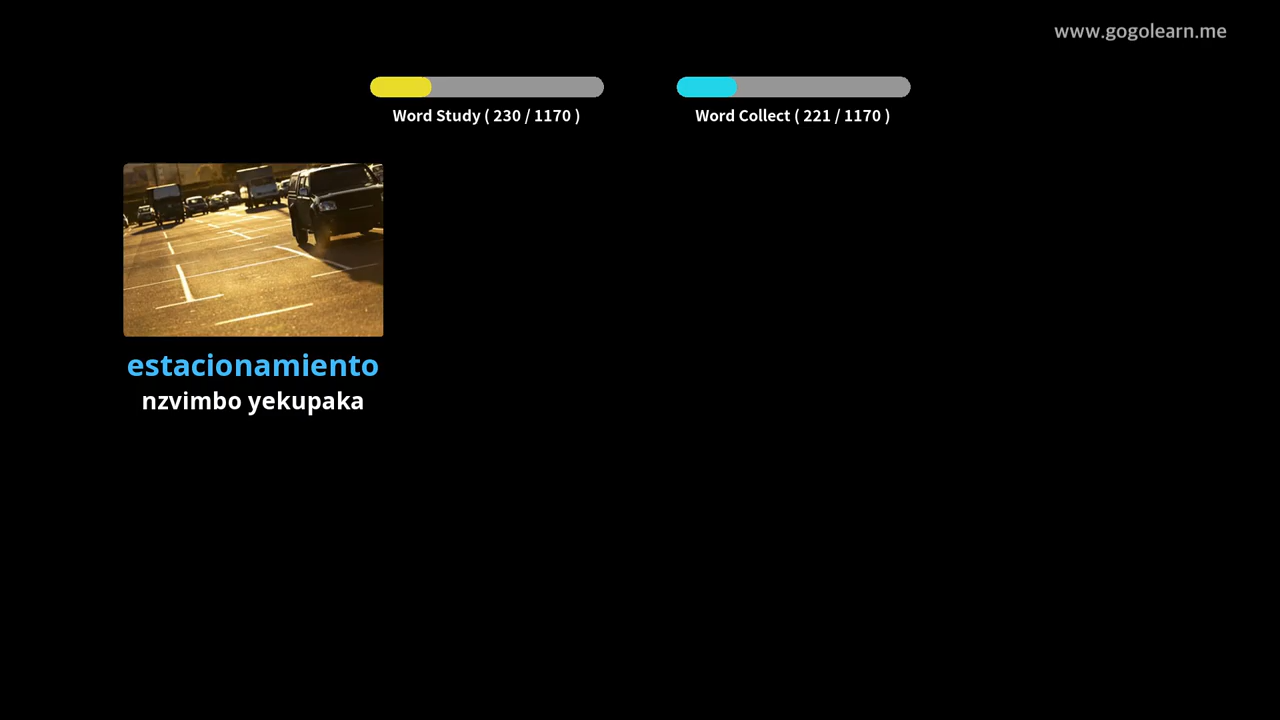 www.gogolearn.me
Word Study ( 230 / 1170 )
Word Collect ( 221 / 1170 )
estacionamiento
nzvimbo yekupaka